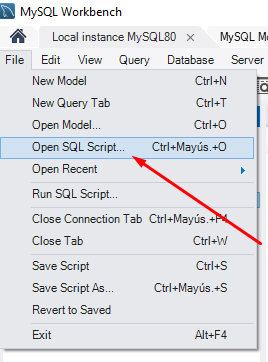 MySQL Workbench
Local instance MySQL80 × MySQL Mo
File Edit View Query Database Server
New Model Ctrl+N
New Query Tab Ctrl+T
Open Model... Ctrl+O
Open SQL Script... Ctrl+Mayús.+O
Open Recent
Run SQL Script...
Close Connection Tab Ctrl+Mayús.+F4
Close Tab Ctrl+W
Save Script Ctrl+S
Save Script As... Ctrl+Mayús.+S
Revert to Saved
Exit Alt+F4